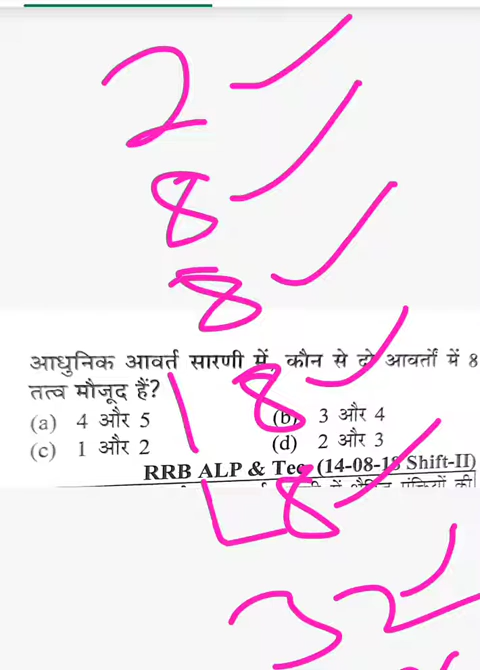 2
8
8
आधुनिक आवर्त सारणी में, कौन से दो आवर्तों में 8
तत्व मौजूद हैं?
18
(a) 4 और 5 (b) 3 और 4
(c) 1 और 2 (d) 2 और 3
RRB ALP & Tec. (14-08-18 Shift-II)
18
32